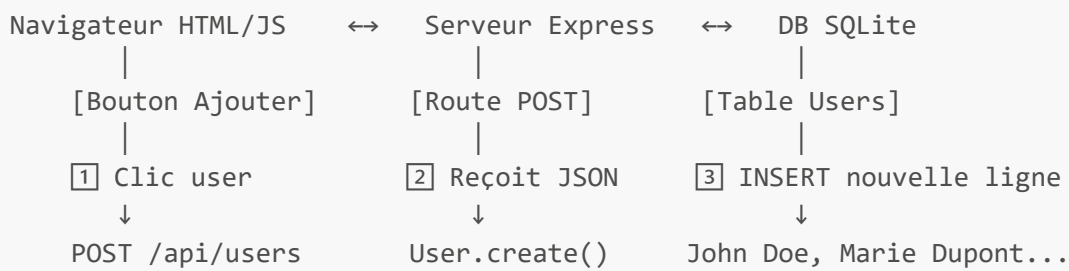 Navigateur HTML/JS ↔ Serveur Express ↔ DB SQLite
[Bouton Ajouter] [Route POST] [Table Users]
1 Clic user 2 Reçoit JSON 3 INSERT nouvelle ligne
↓ ↓ ↓
POST /api/users User.create() John Doe, Marie Dupont...